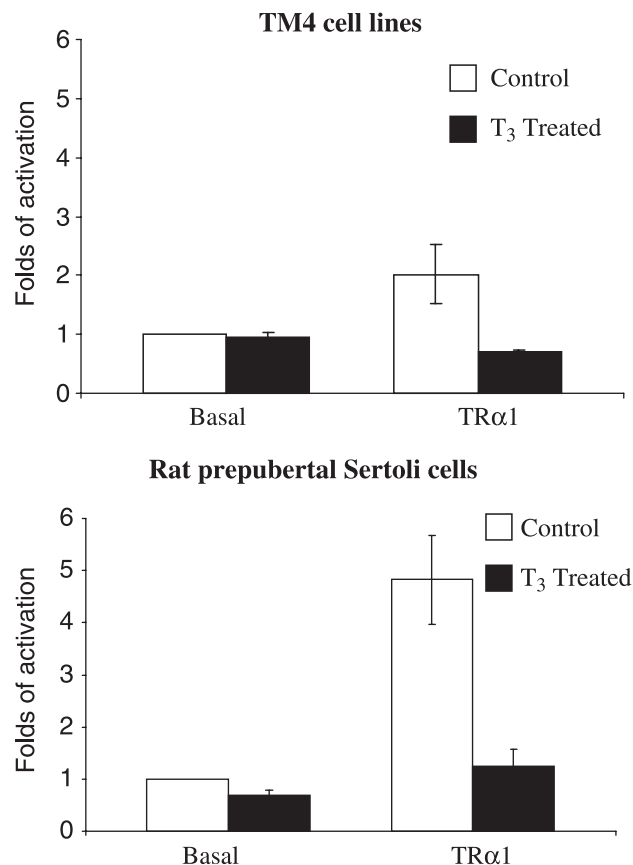 TM4 cell lines
6
5
4
3
2
1
0
Folds of activation
Control
T3 Treated
Basal
TRα1
Rat prepubertal Sertoli cells
6
5
4
3
2
1
0
Folds of activation
Control
T3 Treated
Basal
TRα1